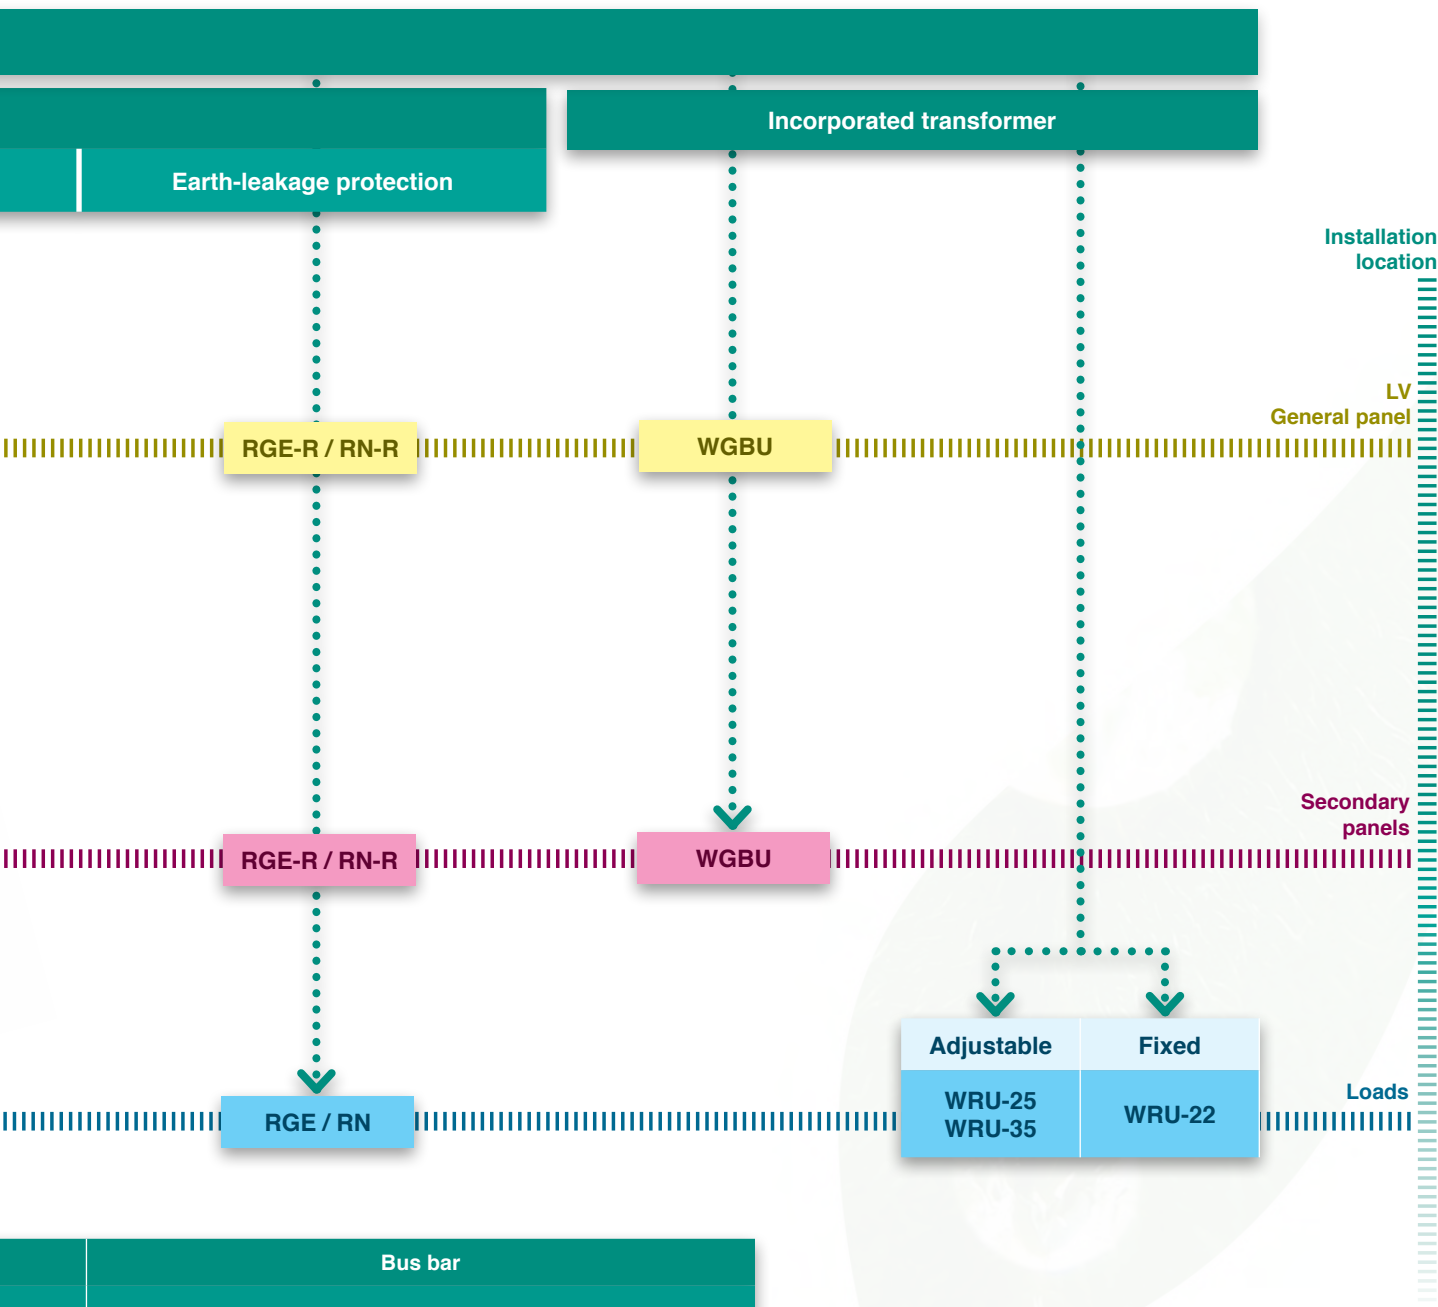 Incorporated transformer
Earth-leakage protection
Installation
location
LV
General panel
RGE-R / RN-R
WGBU
Secondary
panels
RGE-R / RN-R
WGBU
Adjustable
Fixed
WRU-25
WRU-35
WRU-22
Loads
RGE / RN
Bus bar